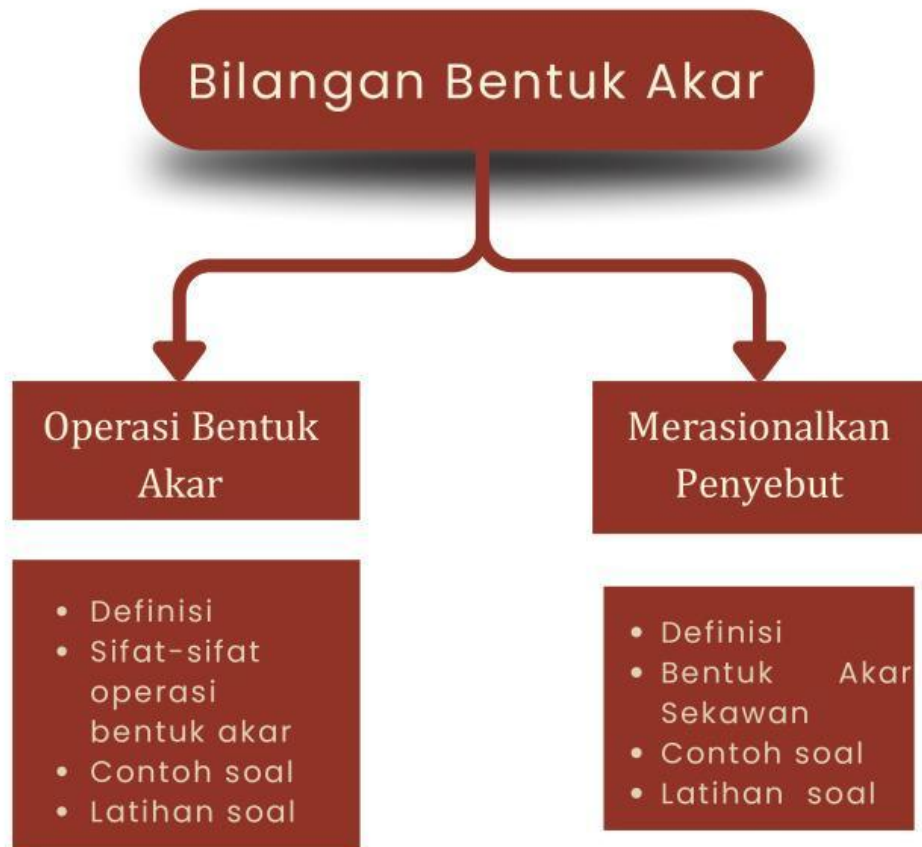 Bilangan Bentuk Akar
Operasi Bentuk
Akar
• Definisi
• Sifat-sifat
operasi
bentuk akar
• Contoh soal
• Latihan soal
Merasionalkan
Penyebut
• Definisi
• Bentuk Akar
Sekawan
• Contoh soal
• Latihan soal